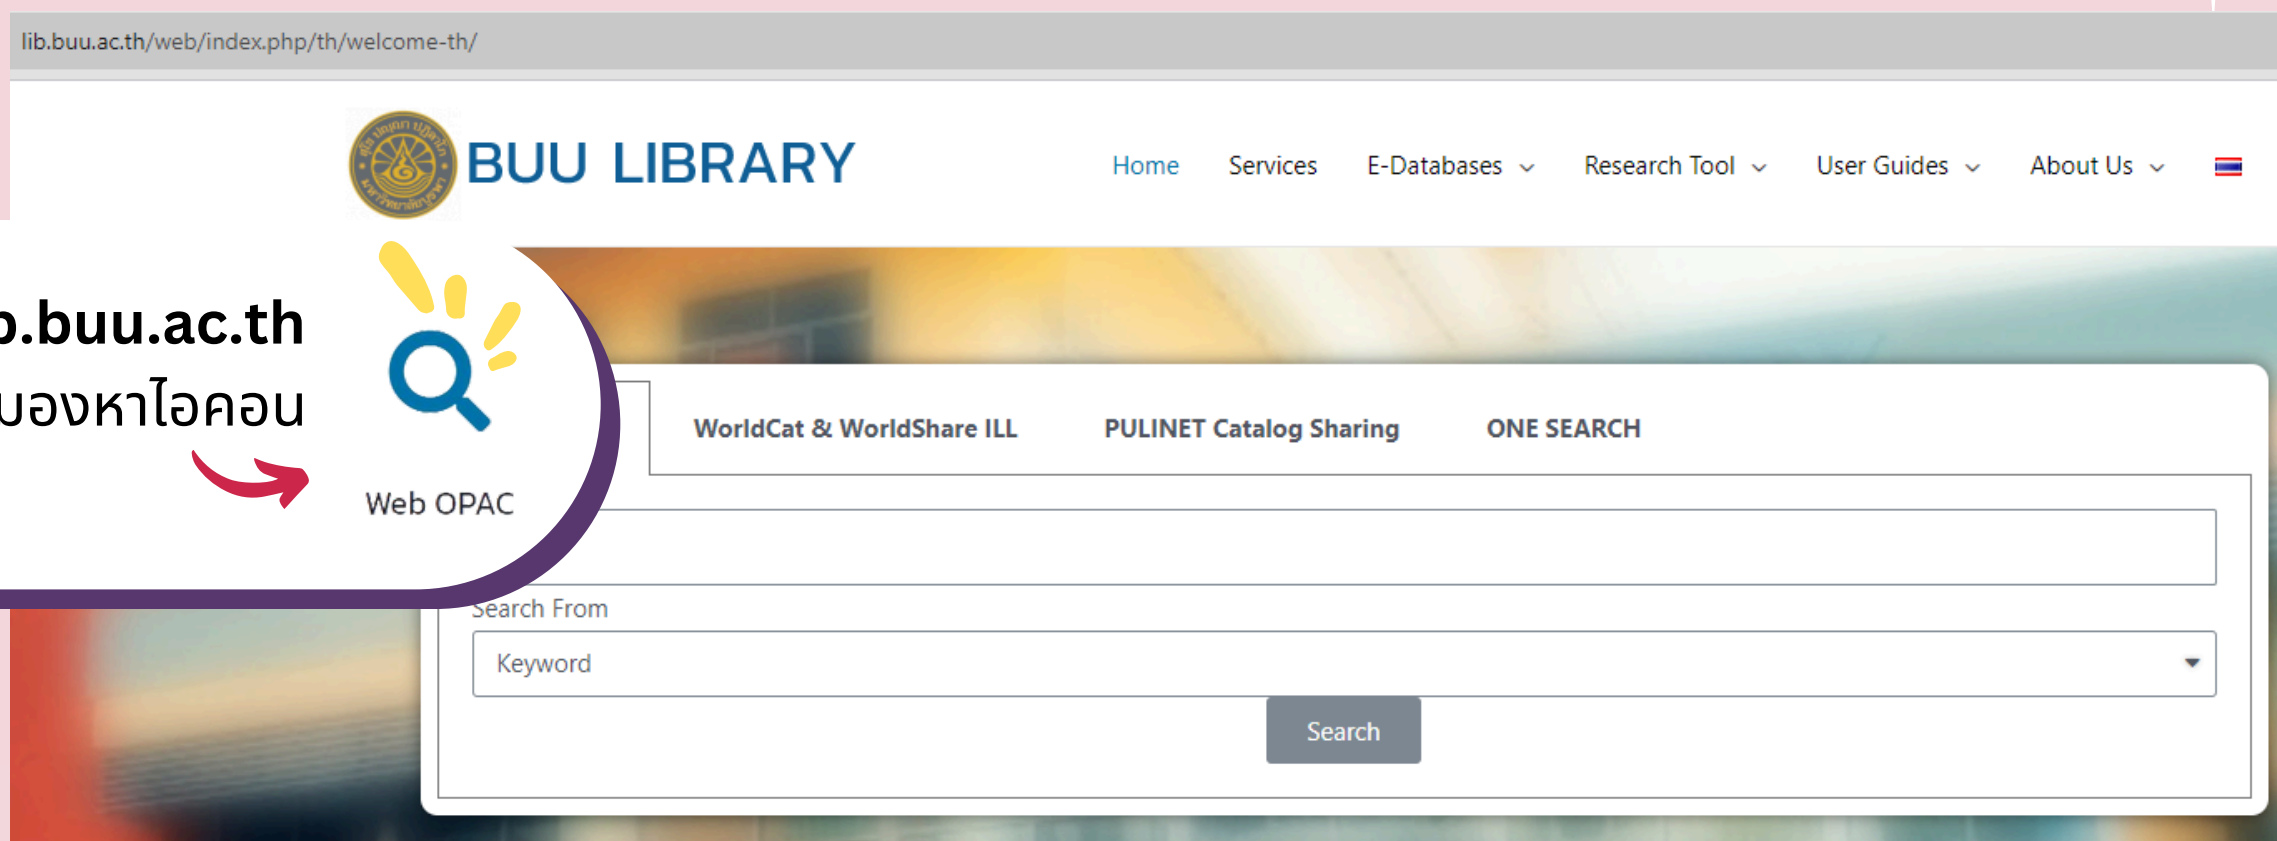 lib.buu.ac.th/web/index.php/th/welcome-th/
BUU LIBRARY
Home Services E-Databases Research Tool User Guides About Us
b.buu.ac.th
มองหาไอคอน
Web OPAC
WorldCat & WorldShare ILL PULINET Catalog Sharing ONE SEARCH
Search From
Keyword
Search